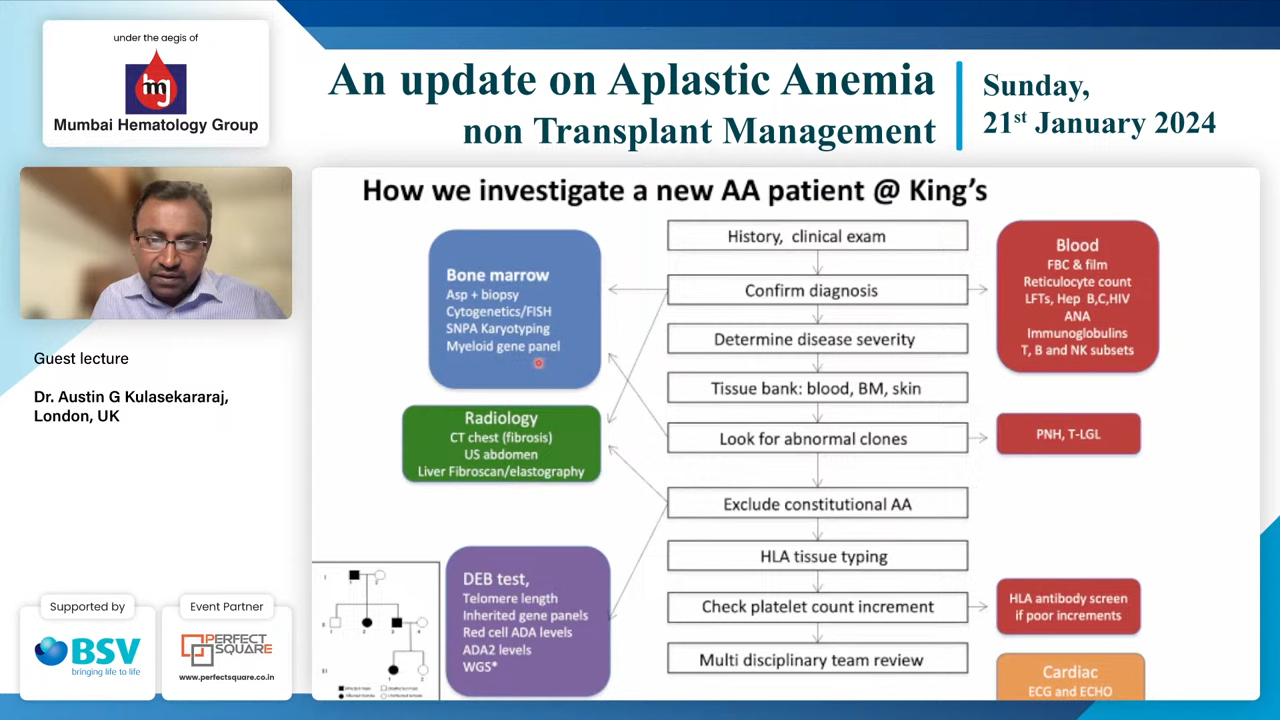 under the aegis of
mg
Mumbai Hematology Group
An update on Aplastic Anemia
non Transplant Management
Sunday,
21st January 2024
Guest lecture
Dr. Austin G Kulasekararaj,
London, UK
Supported by
BSV
bringing life to life
Event Partner
PERFECT
SQUARE
www.perfectsquare.co.in
How we investigate a new AA patient @ King's
Bone marrow
Asp + biopsy
Cytogenetics/FISH
SNPA Karyotyping
Myeloid gene panel
Radiology
CT chest (fibrosis)
US abdomen
Liver Fibroscan/elastography
DEB test,
Telomere length
Inherited gene panels
Red cell ADA levels
ADA2 levels
WGS*
History, clinical exam
Confirm diagnosis
Determine disease severity
Tissue bank: blood, BM, skin
Look for abnormal clones
Exclude constitutional AA
HLA tissue typing
Check platelet count increment
Multi disciplinary team review
Blood
FBC & film
Reticulocyte count
LFTs, Hep B,C,HIV
ANA
Immunoglobulins
T, B and NK subsets
PNH, T-LGL
HLA antibody screen
if poor increments
Cardiac
ECG and ECHO